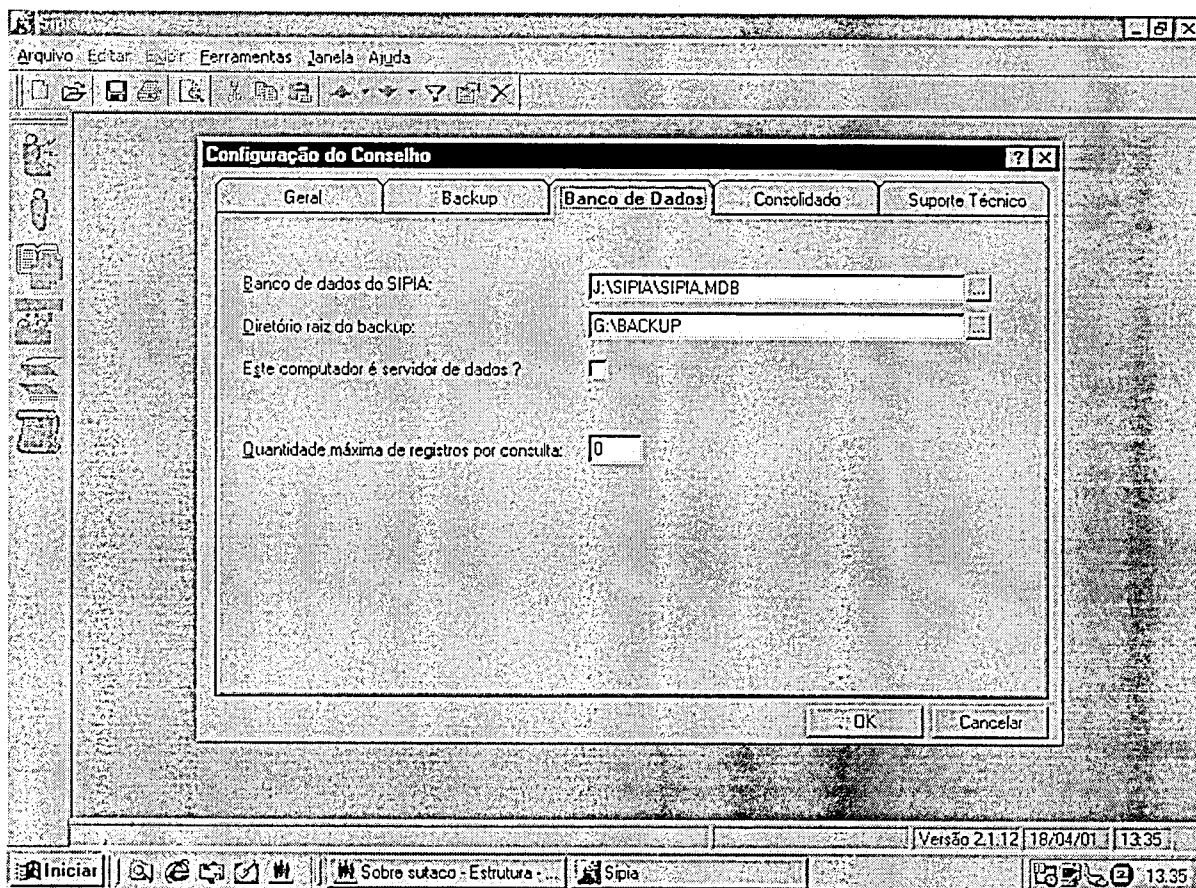 Sipia
Arquivo Editar Exibir Ferramentas Janela Ajuda
Configuração do Conselho
Geral Backup Banco de Dados Consolidado Suporte Técnico
Banco de dados do SIPIA: J:\SIPIA\SIPIA.MDB
Diretório raiz do backup: G:\BACKUP
Este computador é servidor de dados ?
Quantidade máxima de registros por consulta: 0
OK Cancelar
Versão 2.1.12 18/04/01 13:35
Iniciar Sobre sutaco - Estrutura - ... Sipia 13:35